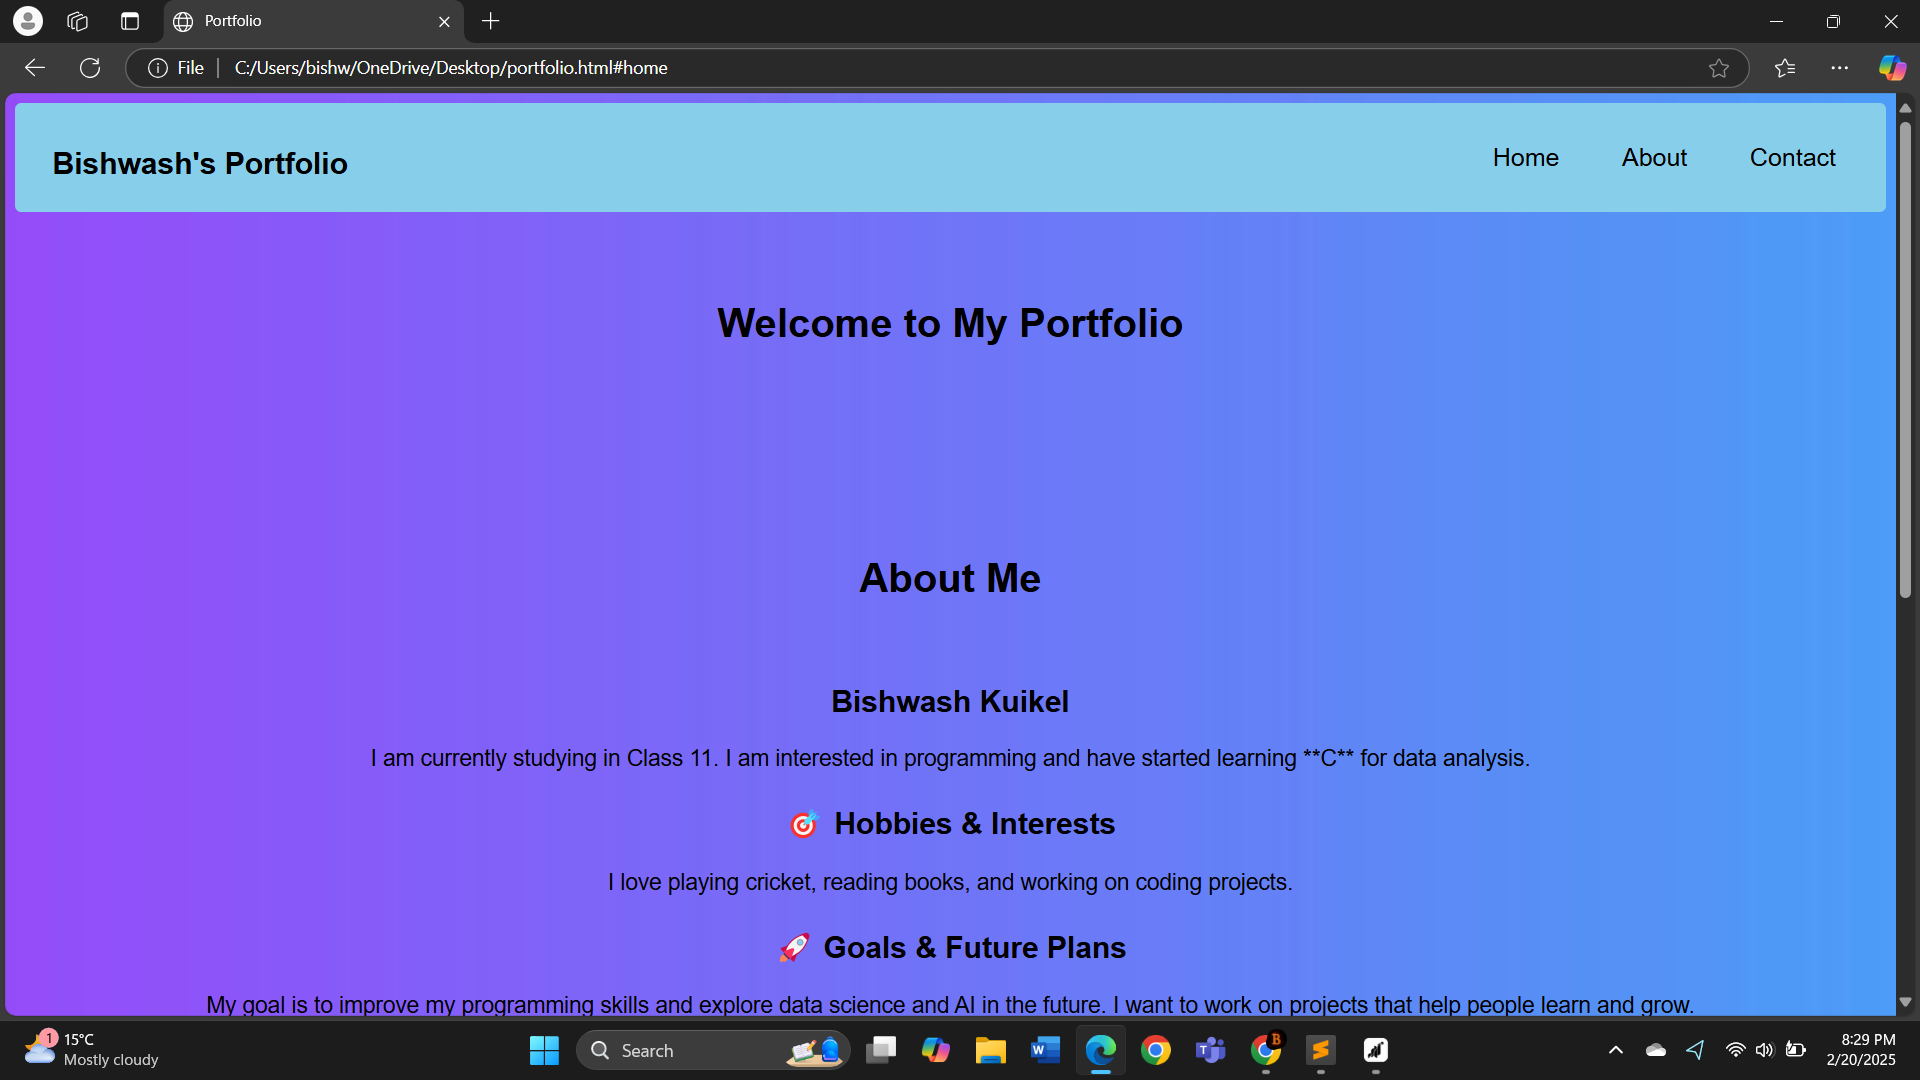 Portfolio
File
C:/Users/bishw/OneDrive/Desktop/portfolio.html#home
Bishwash's Portfolio
Home
About
Contact
Welcome to My Portfolio
About Me
Bishwash Kuikel
I am currently studying in Class 11. I am interested in programming and have started learning **C** for data analysis.
🎯 Hobbies & Interests
I love playing cricket, reading books, and working on coding projects.
🚀 Goals & Future Plans
My goal is to improve my programming skills and explore data science and AI in the future. I want to work on projects that help people learn and grow.
1
15°C
Mostly cloudy
Search
W
T
B
8:29 PM
2/20/2025